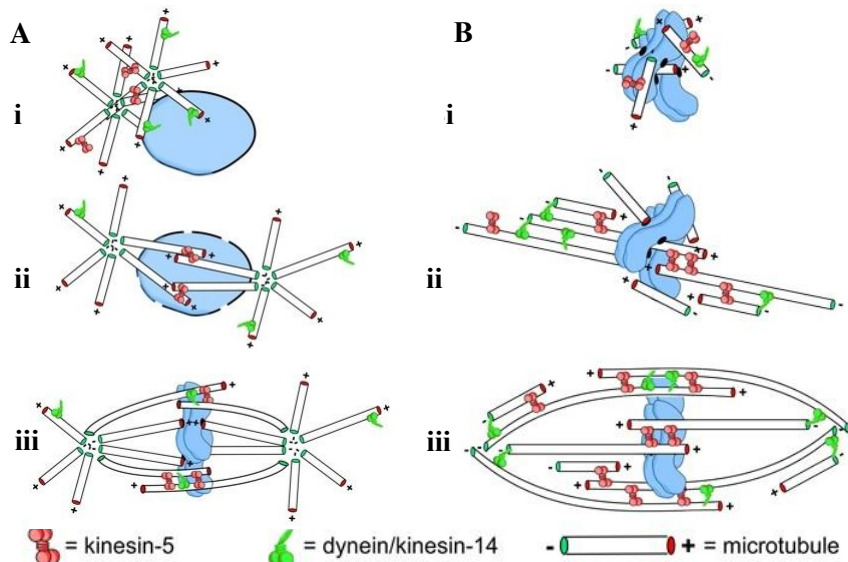 A B
i i
ii ii
iii iii
= kinesin-5 = dynein/kinesin-14 - + = microtubule